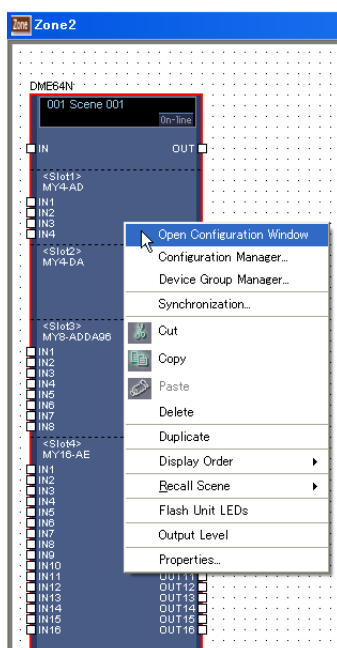 Zone Zone2
DME64N
001 Scene 001
On-line
IN OUT
<Slot1>
MY4-AD
IN1
IN2
IN3
IN4
<Slot2>
MY4-DA
<Slot3>
MY8-ADDA96
IN1
IN2
IN3
IN4
IN5
IN6
IN7
IN8
<Slot4>
MY16-AE
IN1
IN2
IN3
IN4
IN5
IN6
IN7
IN8
IN9
IN10
IN11 OUT11
IN12 OUT12
IN13 OUT13
IN14 OUT14
IN15 OUT15
IN16 OUT16
Open Configuration Window
Configuration Manager...
Device Group Manager...
Synchronization...
Cut
Copy
Paste
Delete
Duplicate
Display Order
Recall Scene
Flash Unit LEDs
Output Level
Properties...